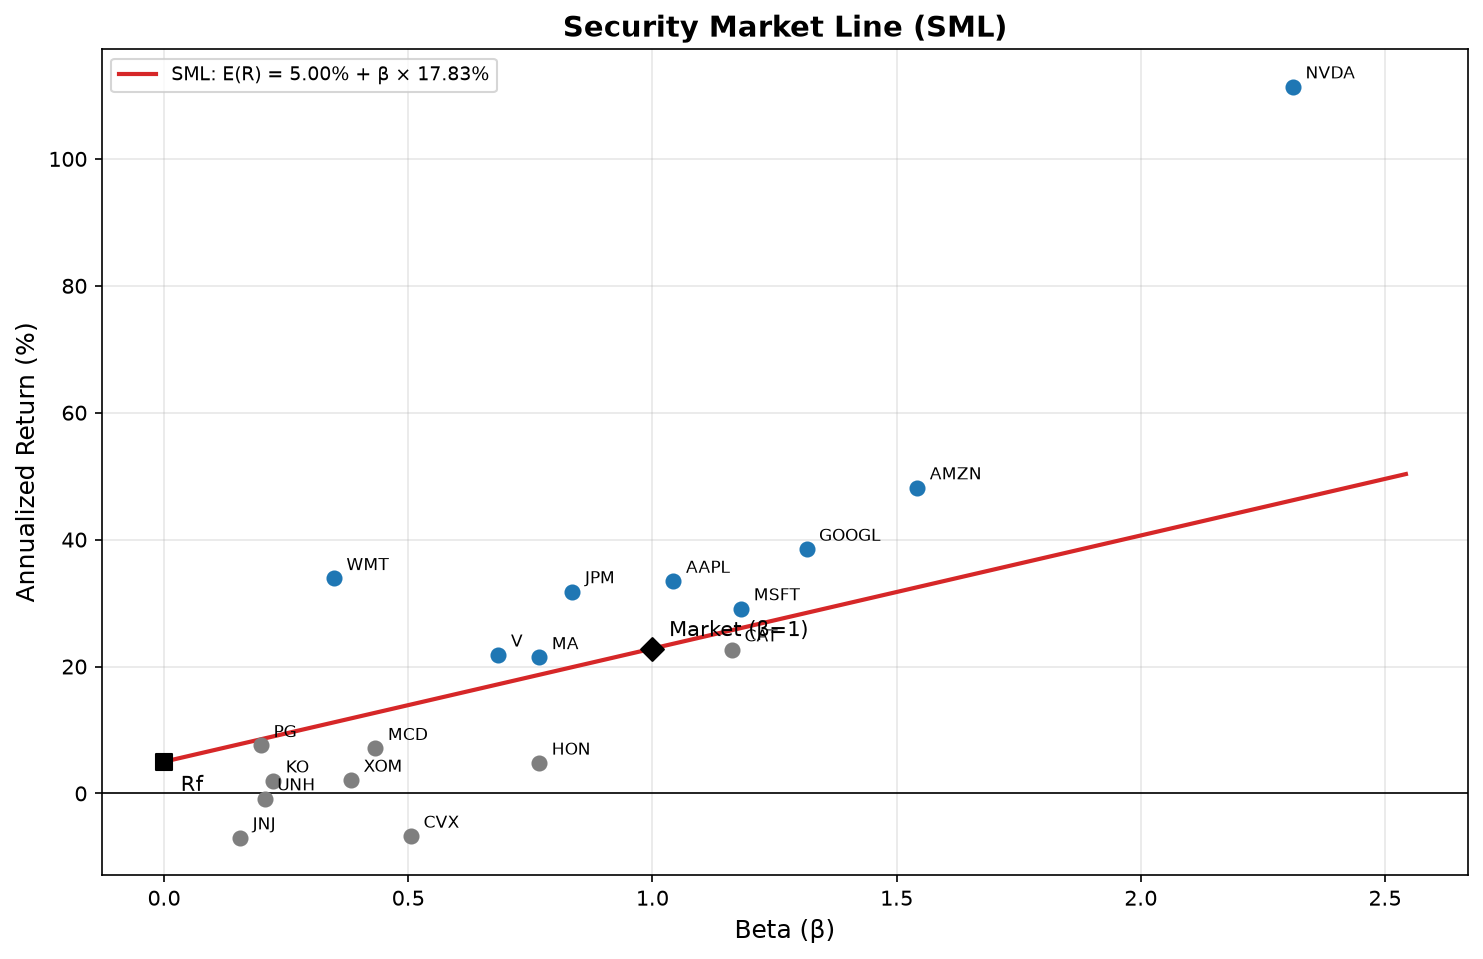 Security Market Line (SML)
SML: E(R) = 5.00% + β × 17.83%
NVDA
100
80
60
40
20
0
Annualized Return (%)
AMZN
GOOGL
WMT
JPM
AAPL
MSFT
Market (β=1)
CAT
V
MA
PG
MCD
HON
KO
XOM
UNH
Rf
JNJ
CVX
0.0
0.5
1.0
1.5
2.0
2.5
Beta (β)